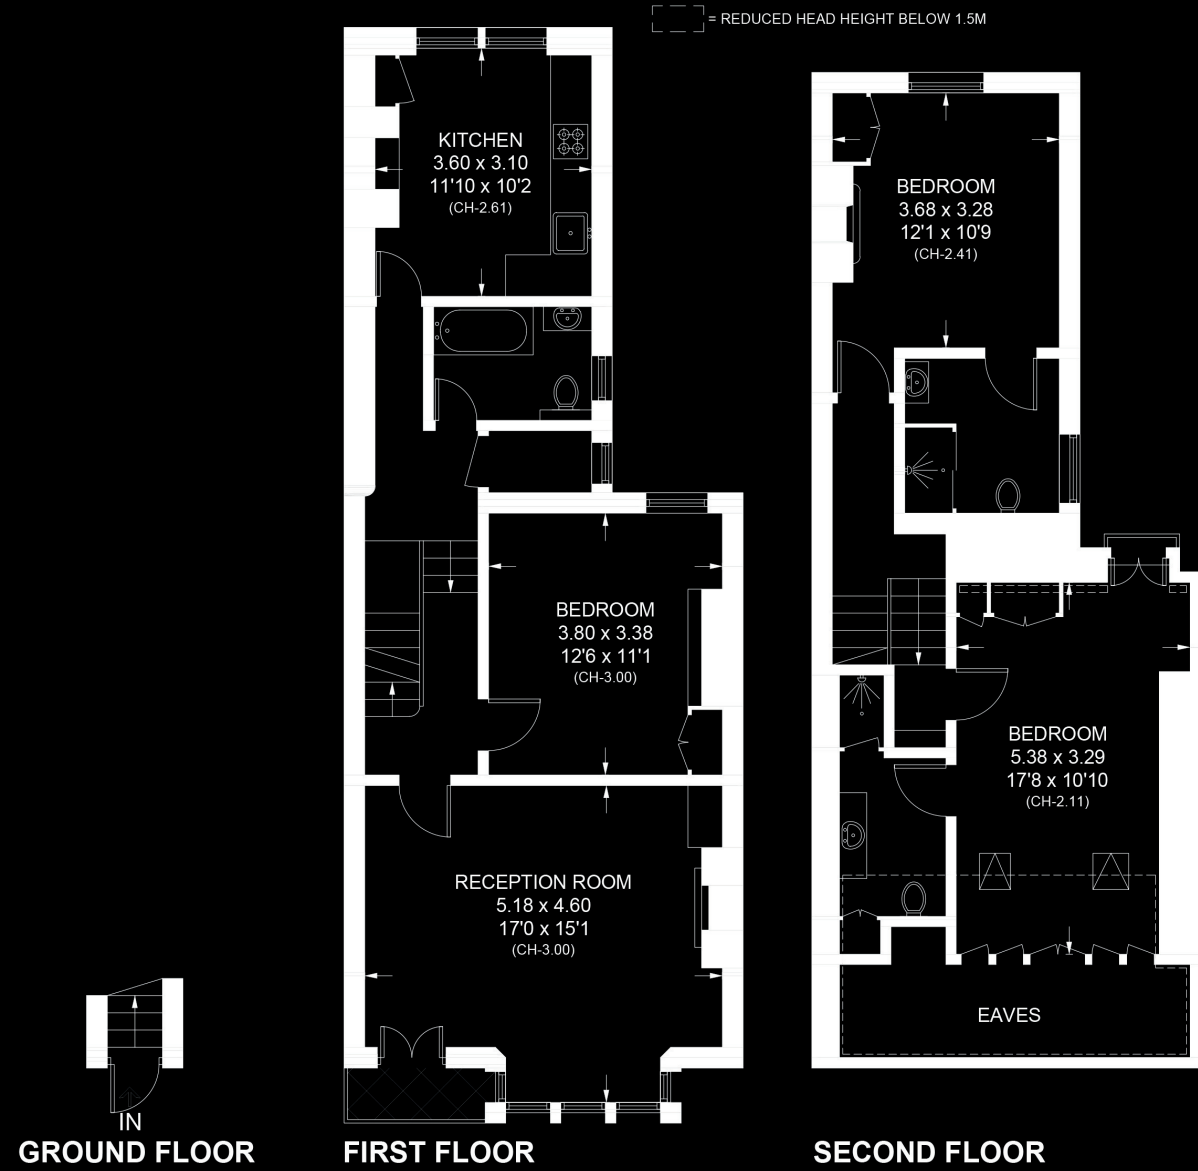 = REDUCED HEAD HEIGHT BELOW 1.5M
KITCHEN
3.60 x 3.10
11'10 x 10'2
(CH-2.61)
BEDROOM
3.68 x 3.28
12'1 x 10'9
(CH-2.41)
BEDROOM
3.80 x 3.38
12'6 x 11'1
(CH-3.00)
BEDROOM
5.38 x 3.29
17'8 x 10'10
(CH-2.11)
RECEPTION ROOM
5.18 x 4.60
17'0 x 15'1
(CH-3.00)
EAVES
IN
GROUND FLOOR
FIRST FLOOR
SECOND FLOOR